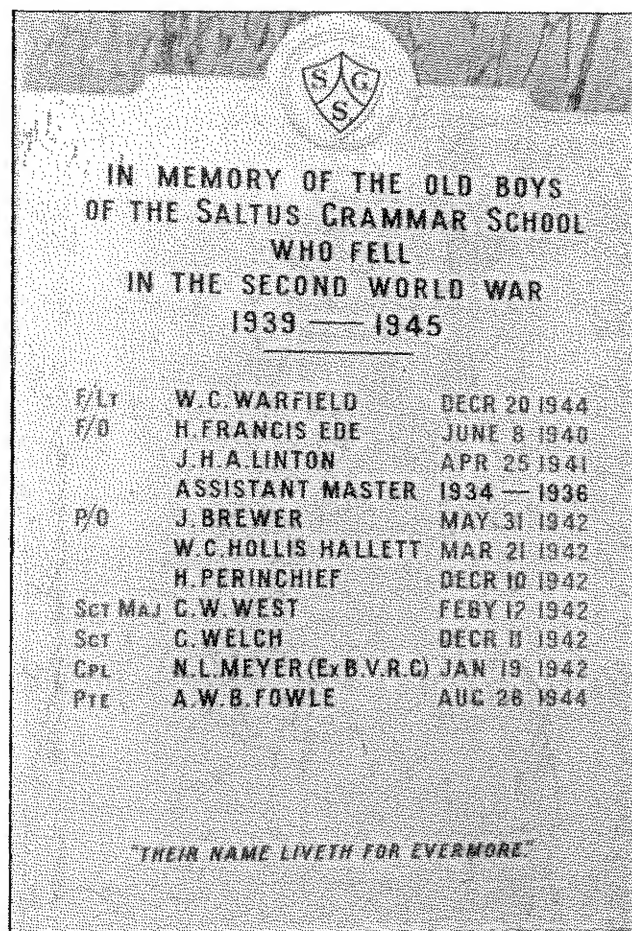 S G
S
IN MEMORY OF THE OLD BOYS
OF THE SALTUS GRAMMAR SCHOOL
WHO FELL
IN THE SECOND WORLD WAR
1939 — 1945
F/LT W.C. WARFIELD DECR 20 1944
F/O H. FRANCIS EDE JUNE 8 1940
J.H.A. LINTON APR 25 1941
ASSISTANT MASTER 1934 — 1936
P/O J. BREWER MAY 31 1942
W.C. HOLLIS HALLETT MAR 21 1942
H. PERINCHIEF DECR 10 1942
SGT MAJ C.W. WEST FEBY 12 1942
SGT C. WELCH DECR 11 1942
CPL N.L. MEYER (Ex B.V.R.C) JAN 19 1942
PTE A.W.B. FOWLE AUG 26 1944
"THEIR NAME LIVETH FOR EVERMORE"